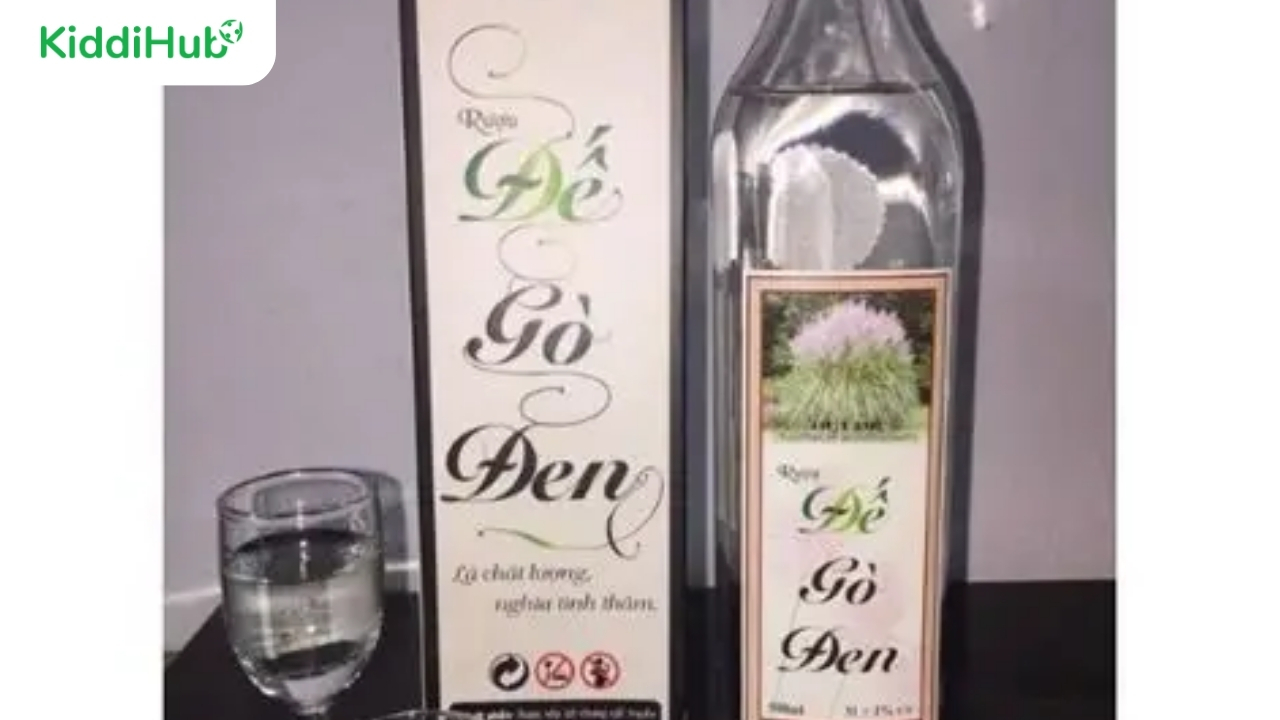 KiddiHub
Rượu
Đế
Gò
Đen
Là chất lượng,
nghĩa tình thâm.
Rượu
Đế
Gò
Đen